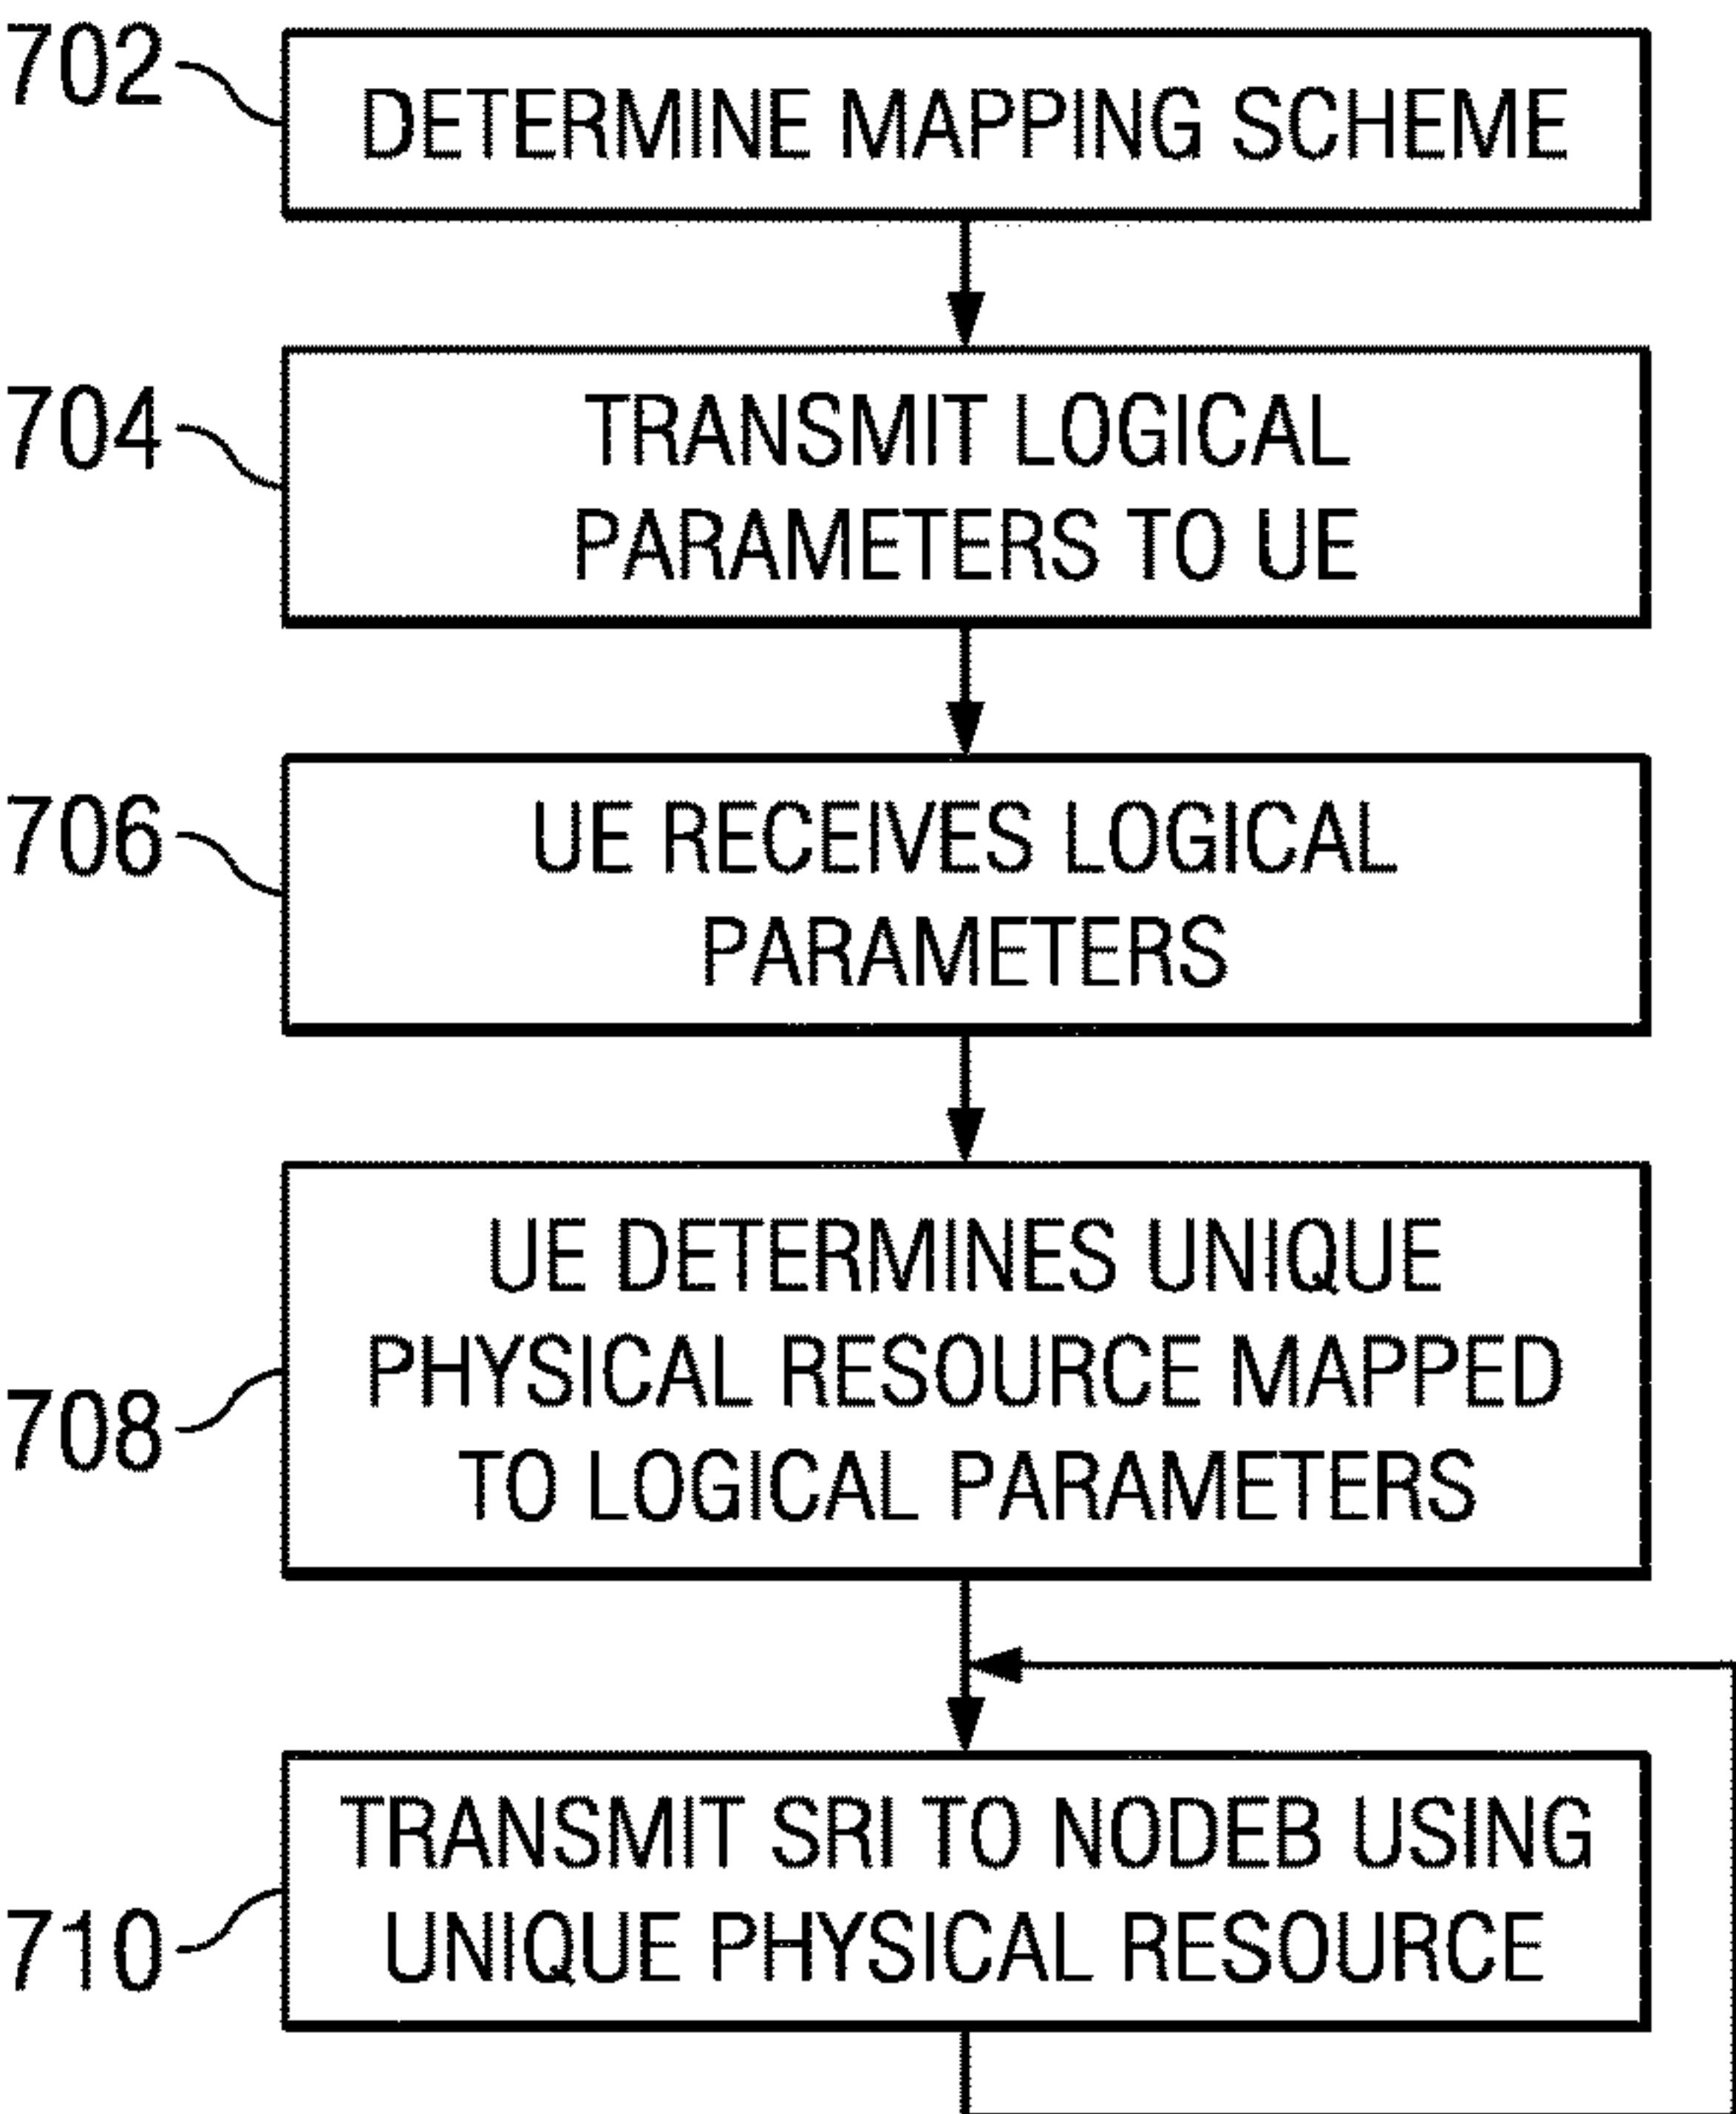 702
DETERMINE MAPPING SCHEME
704
TRANSMIT LOGICAL
PARAMETERS TO UE
706
UE RECEIVES LOGICAL
PARAMETERS
708
UE DETERMINES UNIQUE
PHYSICAL RESOURCE MAPPED
TO LOGICAL PARAMETERS
710
TRANSMIT SRI TO NODEB USING
UNIQUE PHYSICAL RESOURCE